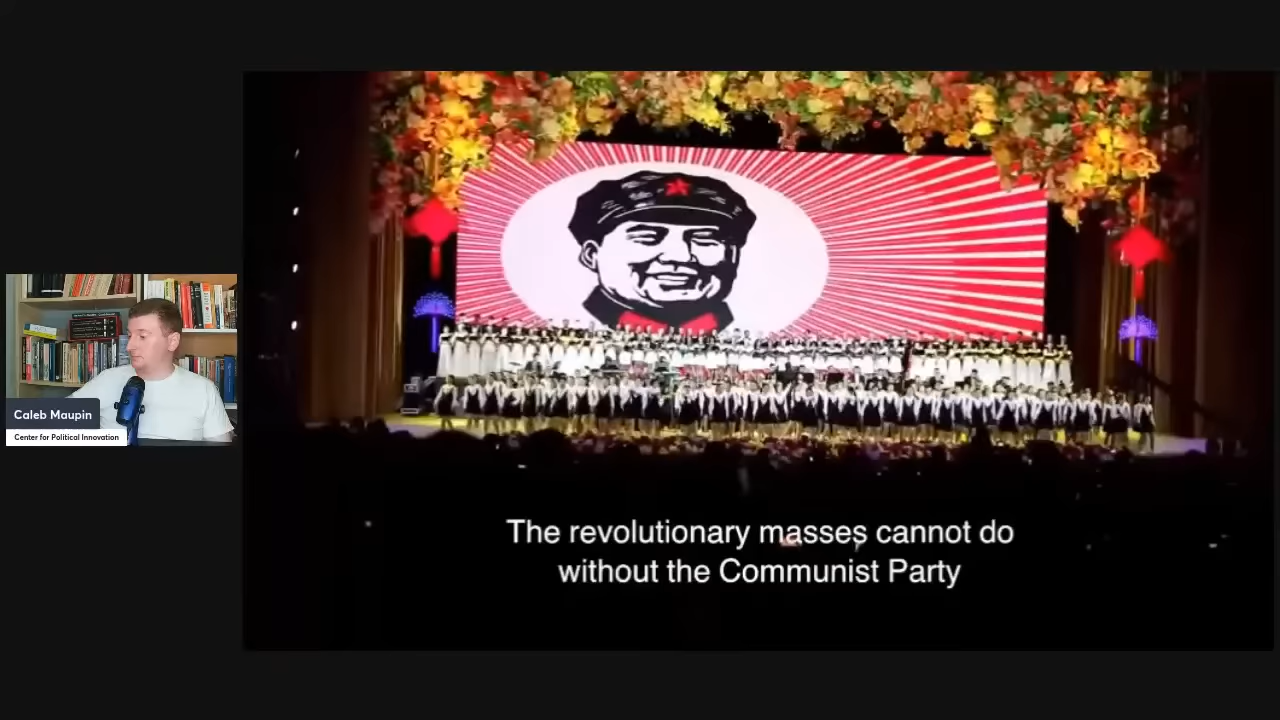 Caleb Maupin
Center for Political Innovation
The revolutionary masses cannot do
without the Communist Party